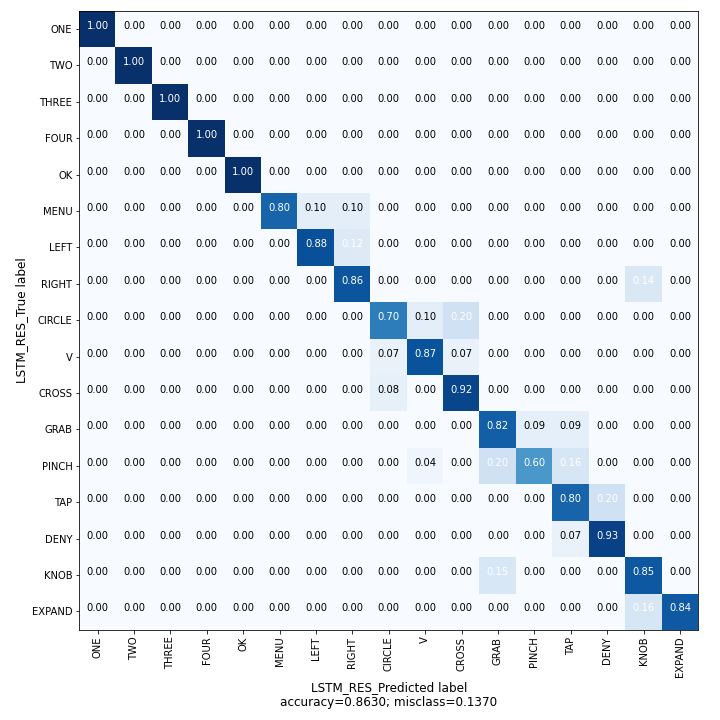 ONE 1.00 0.00 0.00 0.00 0.00 0.00 0.00 0.00 0.00 0.00 0.00 0.00 0.00 0.00 0.00 0.00 0.00
TWO 0.00 1.00 0.00 0.00 0.00 0.00 0.00 0.00 0.00 0.00 0.00 0.00 0.00 0.00 0.00 0.00 0.00
THREE 0.00 0.00 1.00 0.00 0.00 0.00 0.00 0.00 0.00 0.00 0.00 0.00 0.00 0.00 0.00 0.00 0.00
FOUR 0.00 0.00 0.00 1.00 0.00 0.00 0.00 0.00 0.00 0.00 0.00 0.00 0.00 0.00 0.00 0.00 0.00
OK 0.00 0.00 0.00 0.00 1.00 0.00 0.00 0.00 0.00 0.00 0.00 0.00 0.00 0.00 0.00 0.00 0.00
MENU 0.00 0.00 0.00 0.00 0.00 0.80 0.10 0.10 0.00 0.00 0.00 0.00 0.00 0.00 0.00 0.00 0.00
LEFT 0.00 0.00 0.00 0.00 0.00 0.00 0.88 0.12 0.00 0.00 0.00 0.00 0.00 0.00 0.00 0.00 0.00
RIGHT 0.00 0.00 0.00 0.00 0.00 0.00 0.00 0.86 0.00 0.00 0.00 0.00 0.00 0.00 0.00 0.14 0.00
CIRCLE 0.00 0.00 0.00 0.00 0.00 0.00 0.00 0.00 0.70 0.10 0.20 0.00 0.00 0.00 0.00 0.00 0.00
V 0.00 0.00 0.00 0.00 0.00 0.00 0.00 0.00 0.07 0.87 0.07 0.00 0.00 0.00 0.00 0.00 0.00
CROSS 0.00 0.00 0.00 0.00 0.00 0.00 0.00 0.00 0.08 0.00 0.92 0.00 0.00 0.00 0.00 0.00 0.00
GRAB 0.00 0.00 0.00 0.00 0.00 0.00 0.00 0.00 0.00 0.00 0.00 0.82 0.09 0.09 0.00 0.00 0.00
PINCH 0.00 0.00 0.00 0.00 0.00 0.00 0.00 0.00 0.00 0.04 0.00 0.20 0.60 0.16 0.00 0.00 0.00
TAP 0.00 0.00 0.00 0.00 0.00 0.00 0.00 0.00 0.00 0.00 0.00 0.00 0.00 0.80 0.20 0.00 0.00
DENY 0.00 0.00 0.00 0.00 0.00 0.00 0.00 0.00 0.00 0.00 0.00 0.00 0.00 0.07 0.93 0.00 0.00
KNOB 0.00 0.00 0.00 0.00 0.00 0.00 0.00 0.00 0.00 0.00 0.00 0.15 0.00 0.00 0.00 0.85 0.00
EXPAND 0.00 0.00 0.00 0.00 0.00 0.00 0.00 0.00 0.00 0.00 0.00 0.00 0.00 0.00 0.00 0.16 0.84
LSTM_RES_True label
ONE TWO THREE FOUR OK MENU LEFT RIGHT CIRCLE V CROSS GRAB PINCH TAP DENY KNOB EXPAND
LSTM_RES_Predicted label
accuracy=0.8630; misclass=0.1370